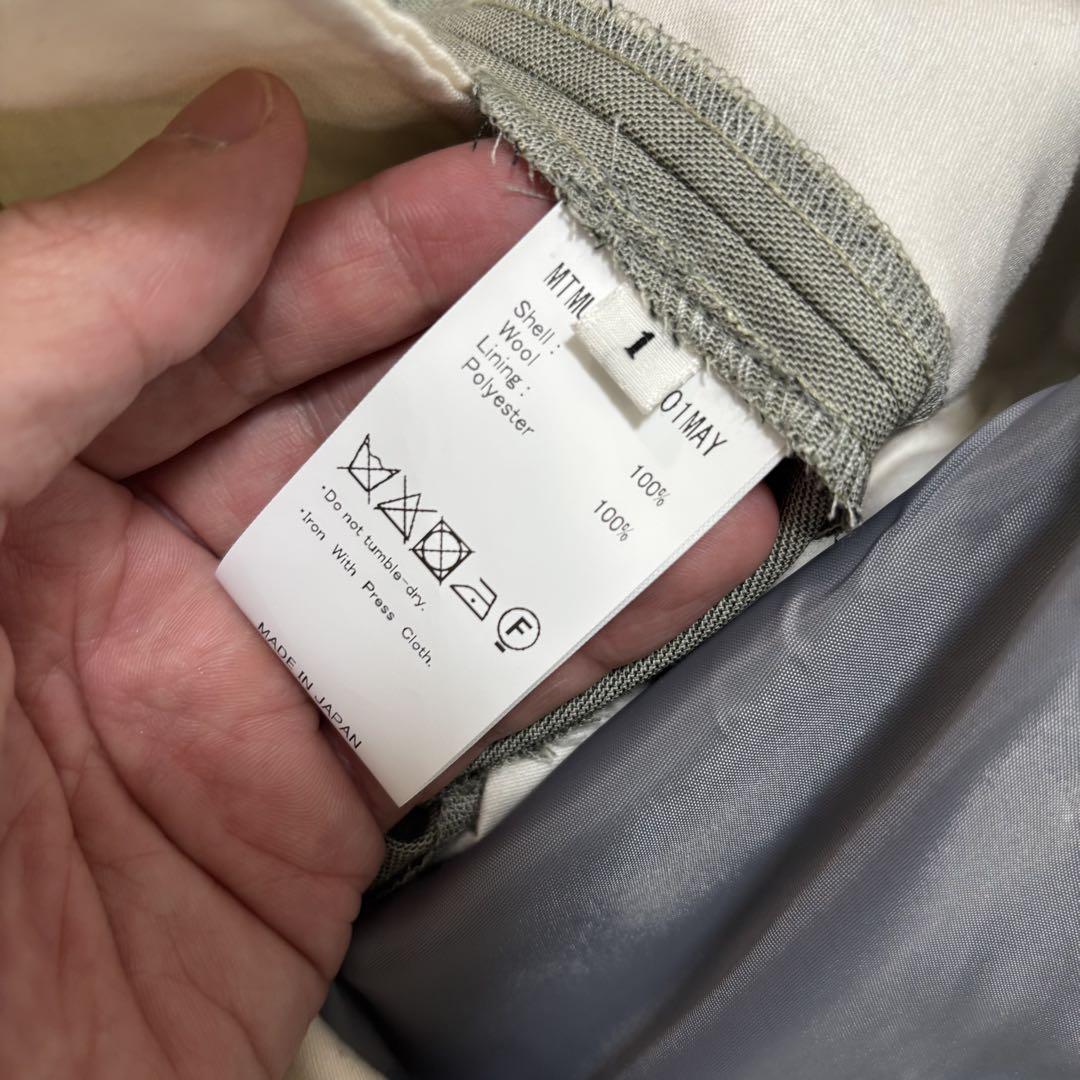 MTMU
1
01MAY
Shell :
Wool 100%
Lining :
Polyester 100%
F
·Do not tumble-dry.
·Iron With Press Cloth.
MADE IN JAPAN